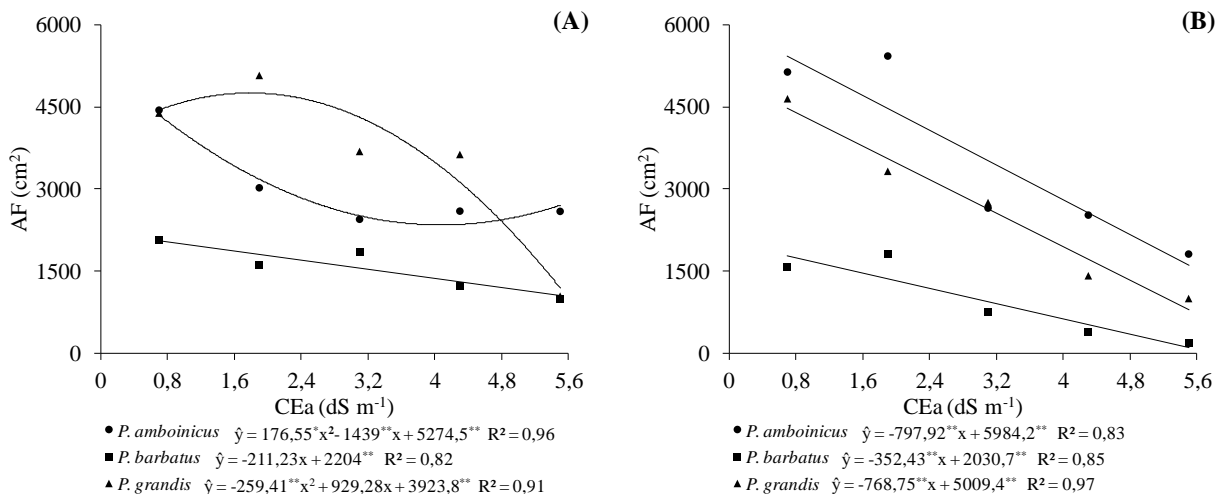 (A)
6000
4500
3000
1500
0
AF (cm²)
0 0,8 1,6 2,4 3,2 4 4,8 5,6
CEa (dS m⁻¹)
P. amboinicus ŷ = 176,55*x²- 1439**x + 5274,5** R² = 0,96
P. barbatus ŷ = -211,23x + 2204** R² = 0,82
P. grandis ŷ = -259,41**x² + 929,28x + 3923,8** R² = 0,91
(B)
6000
4500
3000
1500
0
AF (cm²)
0 0,8 1,6 2,4 3,2 4 4,8 5,6
CEa (dS m⁻¹)
P. amboinicus ŷ = -797,92**x + 5984,2** R² = 0,83
P. barbatus ŷ = -352,43**x + 2030,7** R² = 0,85
P. grandis ŷ = -768,75**x + 5009,4** R² = 0,97